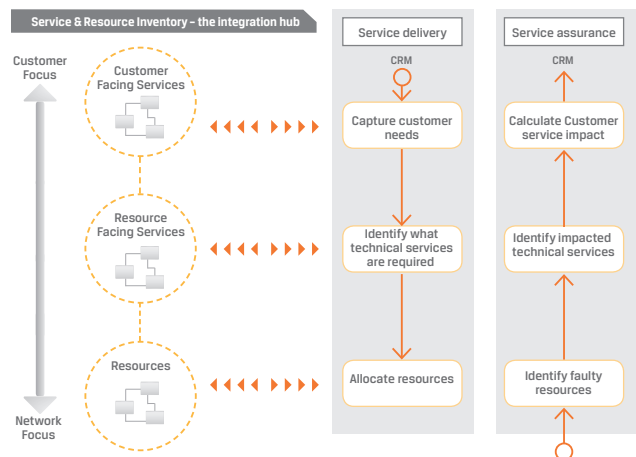 Service & Resource Inventory – the integration hub
Customer
Focus
Customer
Facing Services
Resource
Facing Services
Resources
Network
Focus
Service delivery
CRM
Capture customer
needs
Identify what
technical services
are required
Allocate resources
Service assurance
CRM
Calculate Customer
service impact
Identify impacted
technical services
Identify faulty
resources